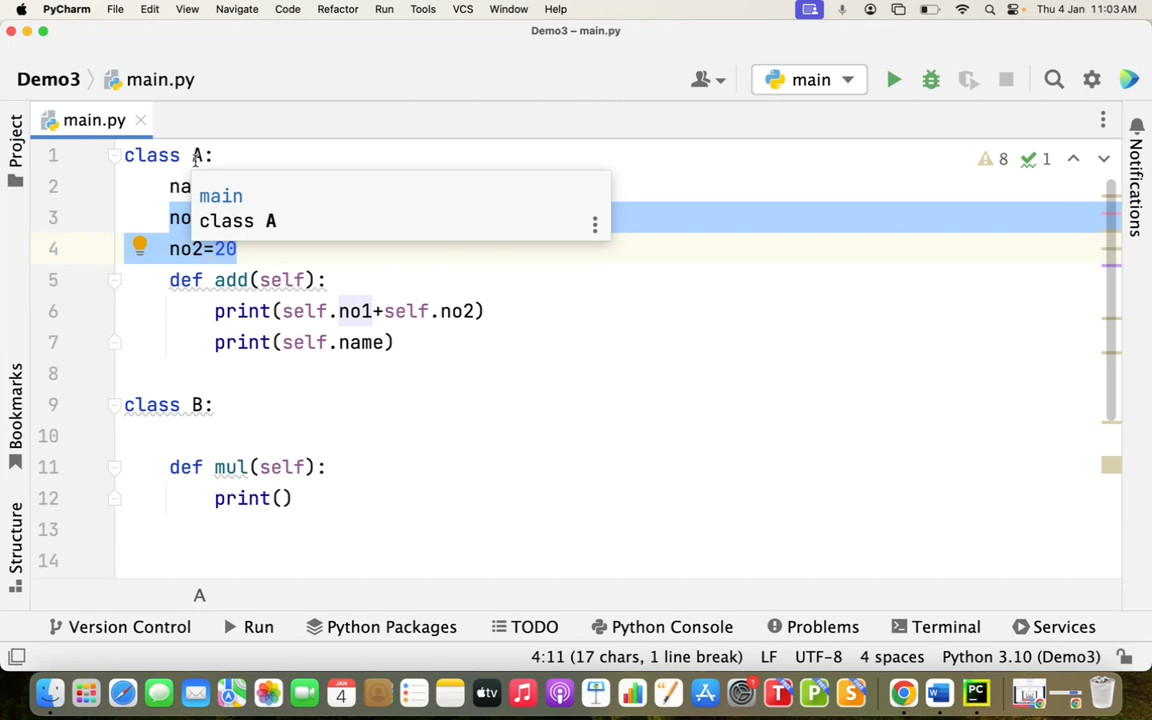 PyCharm File Edit View Navigate Code Refactor Run Tools VCS Window Help Thu 4 Jan 11:03 AM
Demo3 – main.py
Demo3 main.py main
main.py
Project
Bookmarks
Structure
Notifications
8 1
1 class A:
2 na
3 no
4 no2=20
main
class A
5 def add(self):
6 print(self.no1+self.no2)
7 print(self.name)
8
9 class B:
10
11 def mul(self):
12 print()
13
14
A
Version Control Run Python Packages TODO Python Console Problems Terminal Services
4:11 (17 chars, 1 line break) LF UTF-8 4 spaces Python 3.10 (Demo3)
JAN
4
tv
1
T P S
W PC